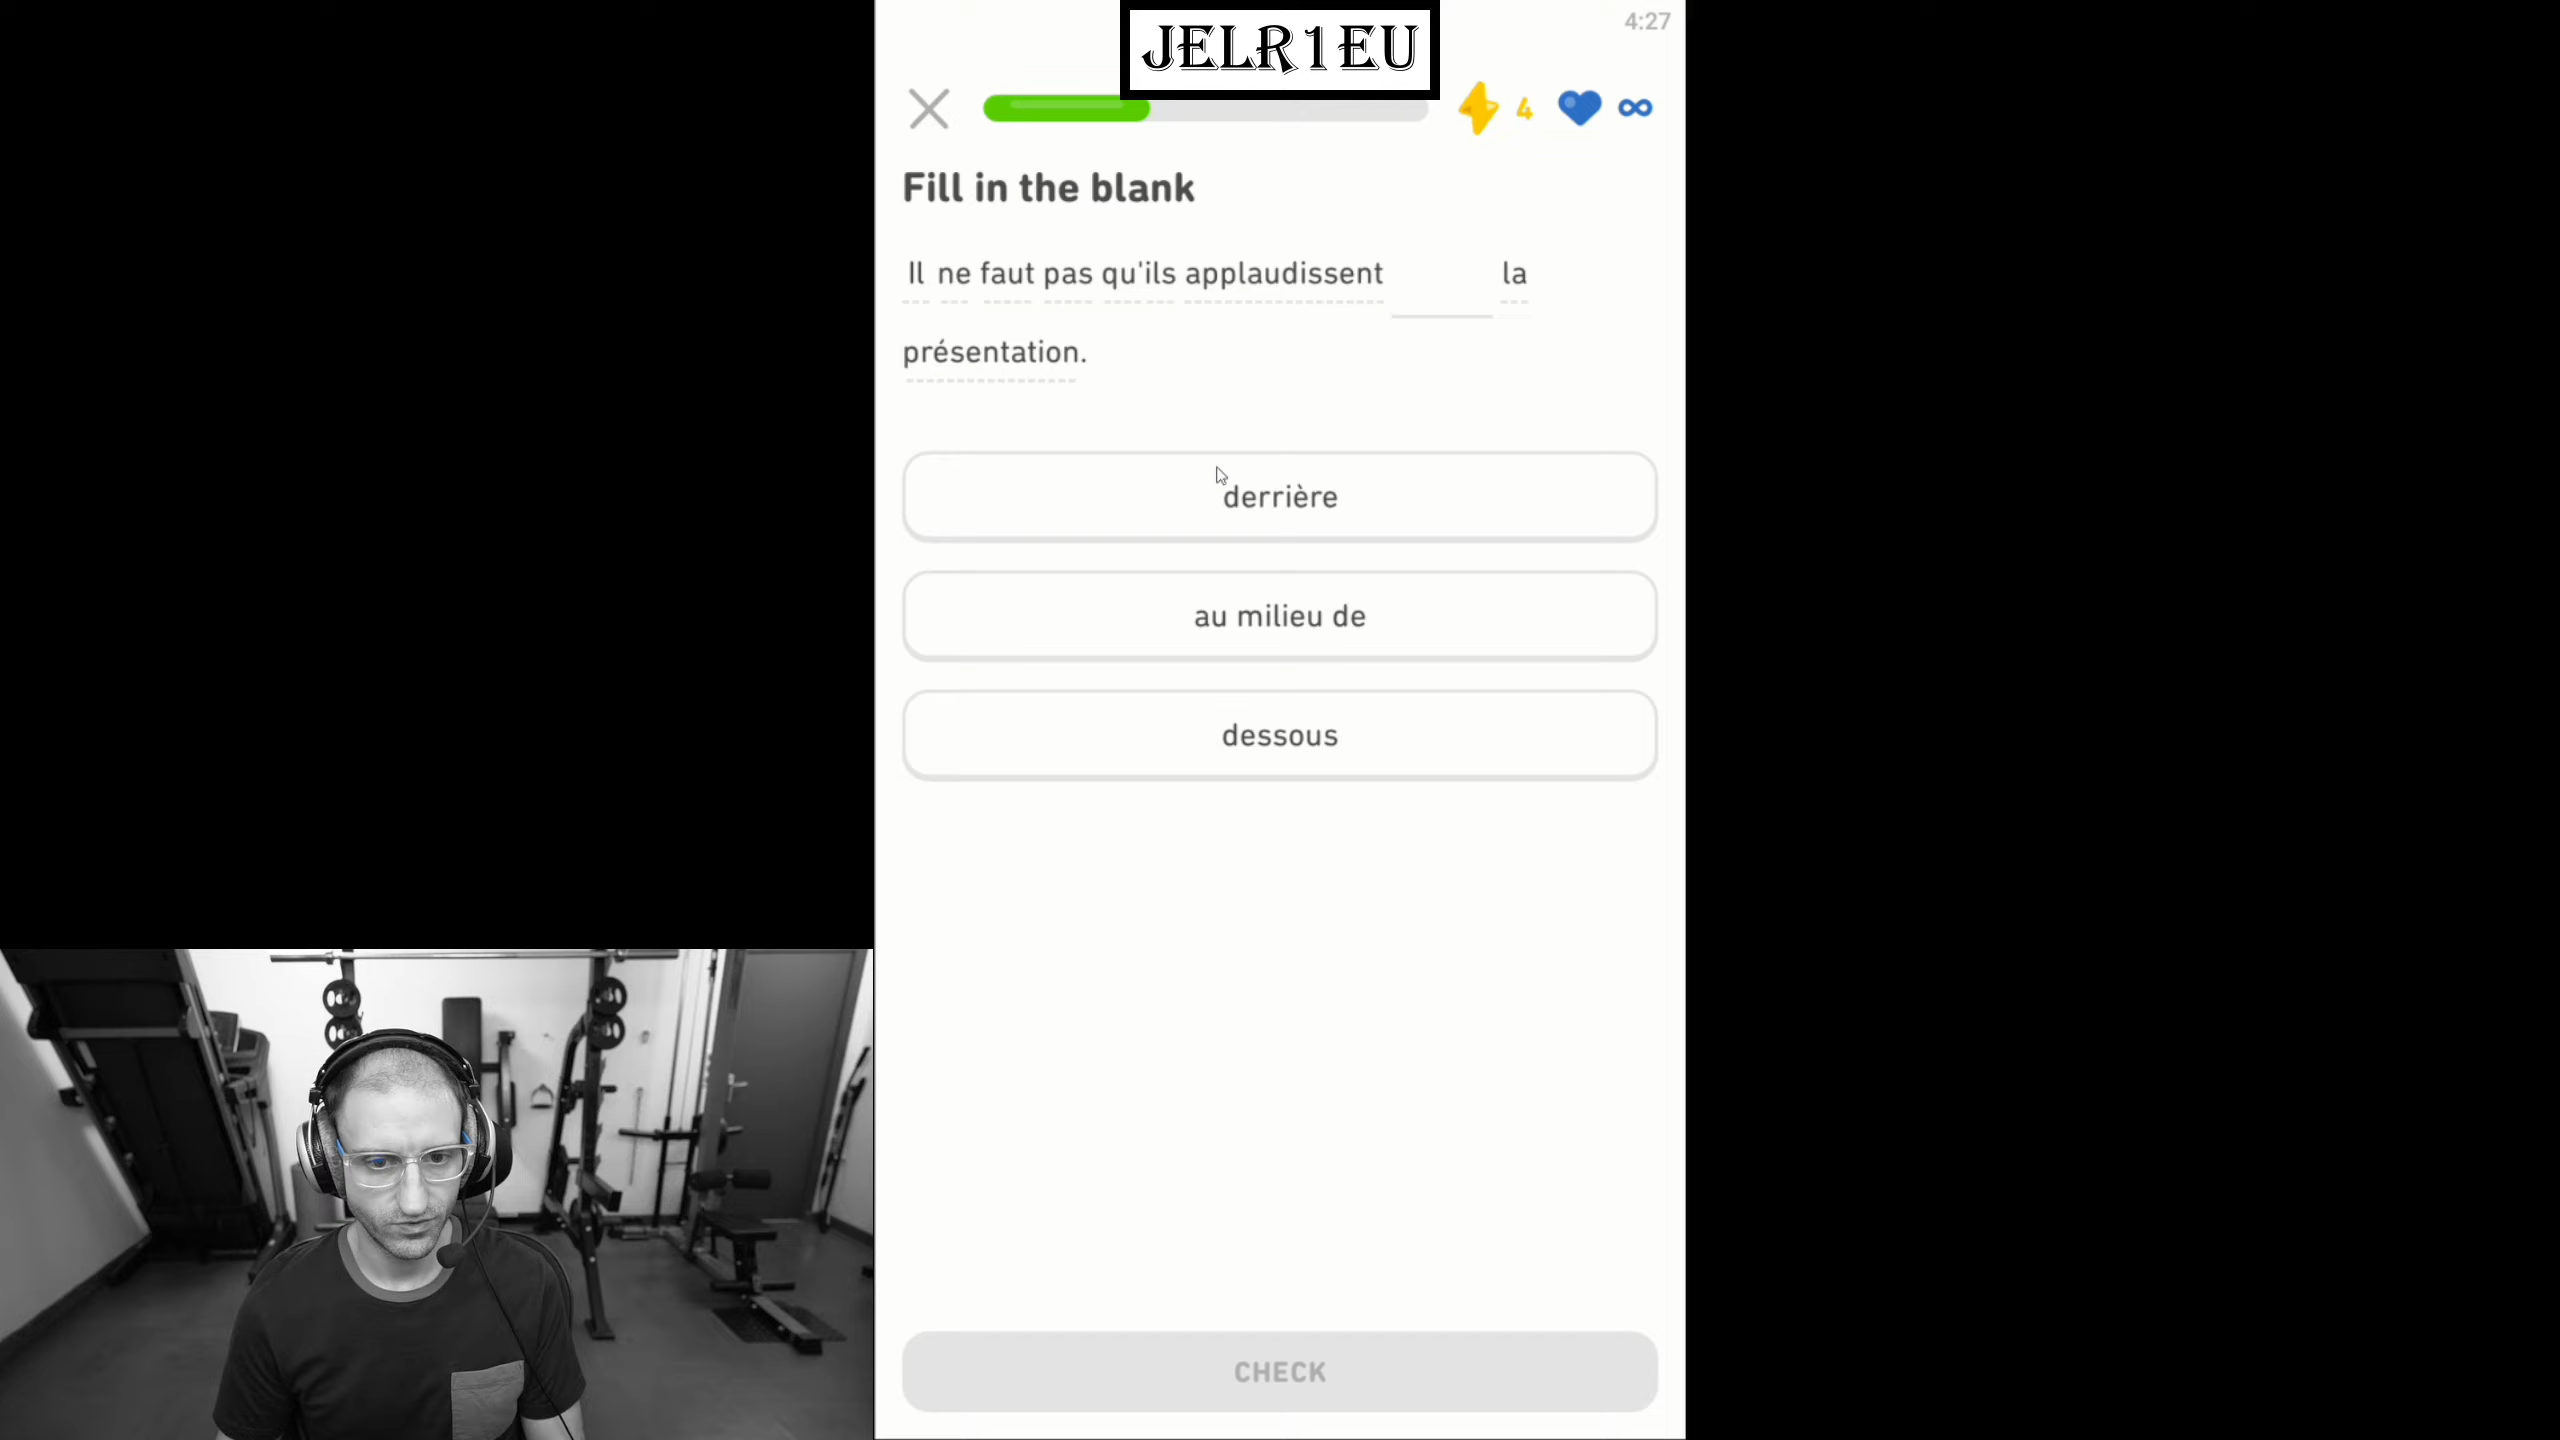 JELR1EU
4:27
4 ∞
Fill in the blank
Il ne faut pas qu'ils applaudissent ______ la
présentation.
derrière
au milieu de
dessous
CHECK